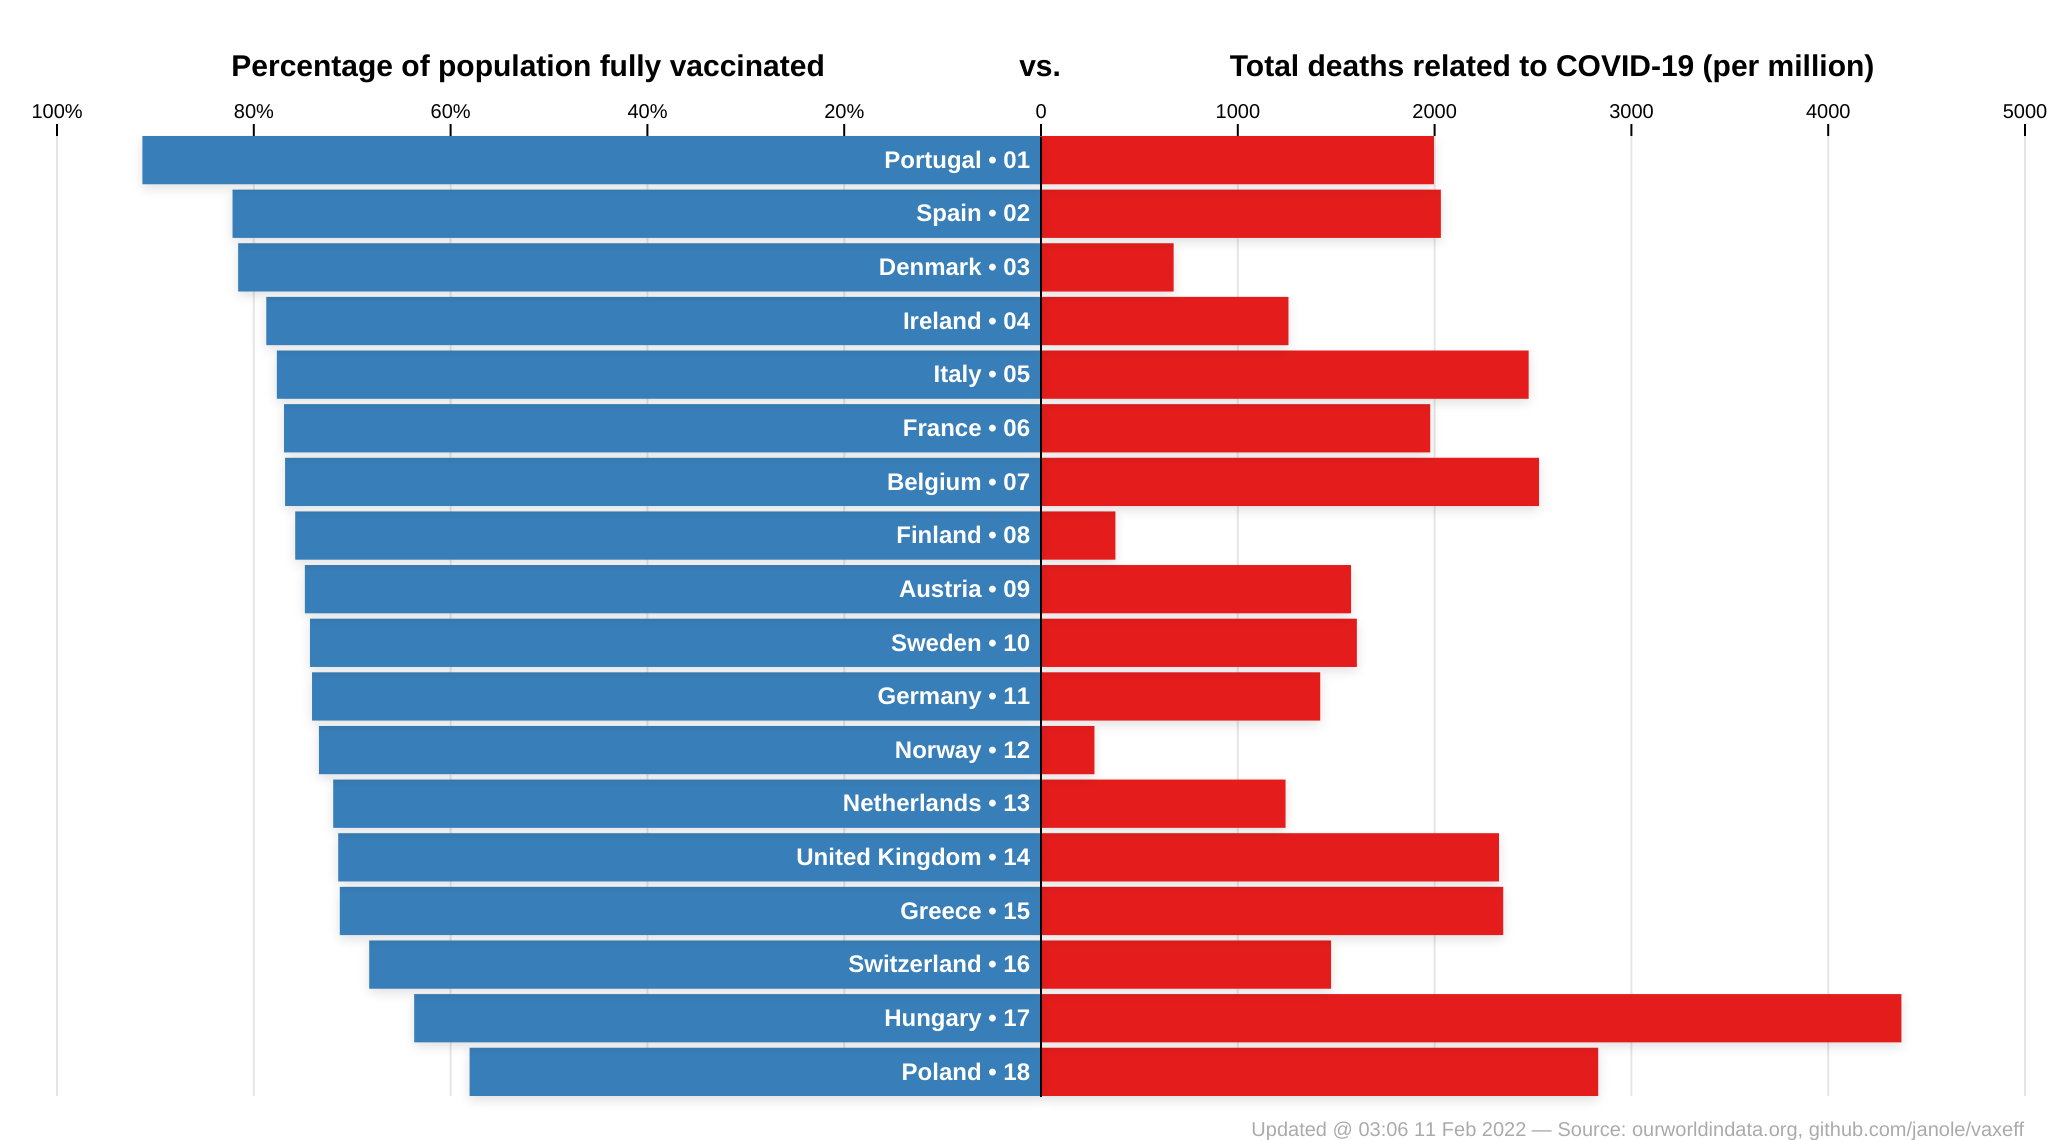 Percentage of population fully vaccinated vs. Total deaths related to COVID-19 (per million)
100% 80% 60% 40% 20% 0 1000 2000 3000 4000 5000
Portugal • 01
Spain • 02
Denmark • 03
Ireland • 04
Italy • 05
France • 06
Belgium • 07
Finland • 08
Austria • 09
Sweden • 10
Germany • 11
Norway • 12
Netherlands • 13
United Kingdom • 14
Greece • 15
Switzerland • 16
Hungary • 17
Poland • 18
Updated @ 03:06 11 Feb 2022 — Source: ourworldindata.org, github.com/janole/vaxeff